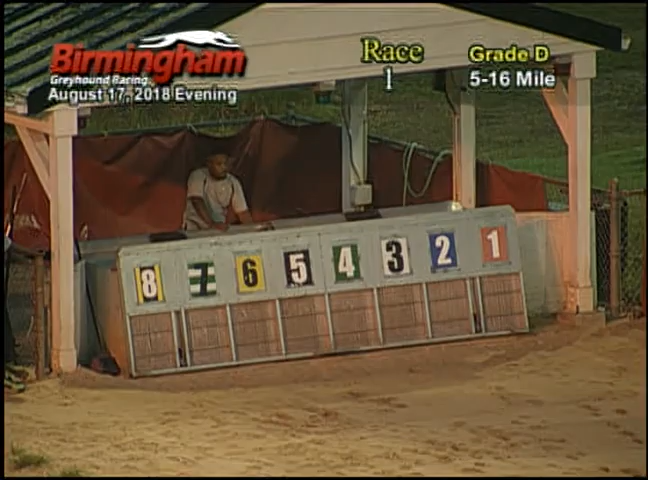 Birmingham
Greyhound Racing
August 17, 2018 Evening
Race
1
Grade D
5-16 Mile
8 7 6 5 4 3 2 1